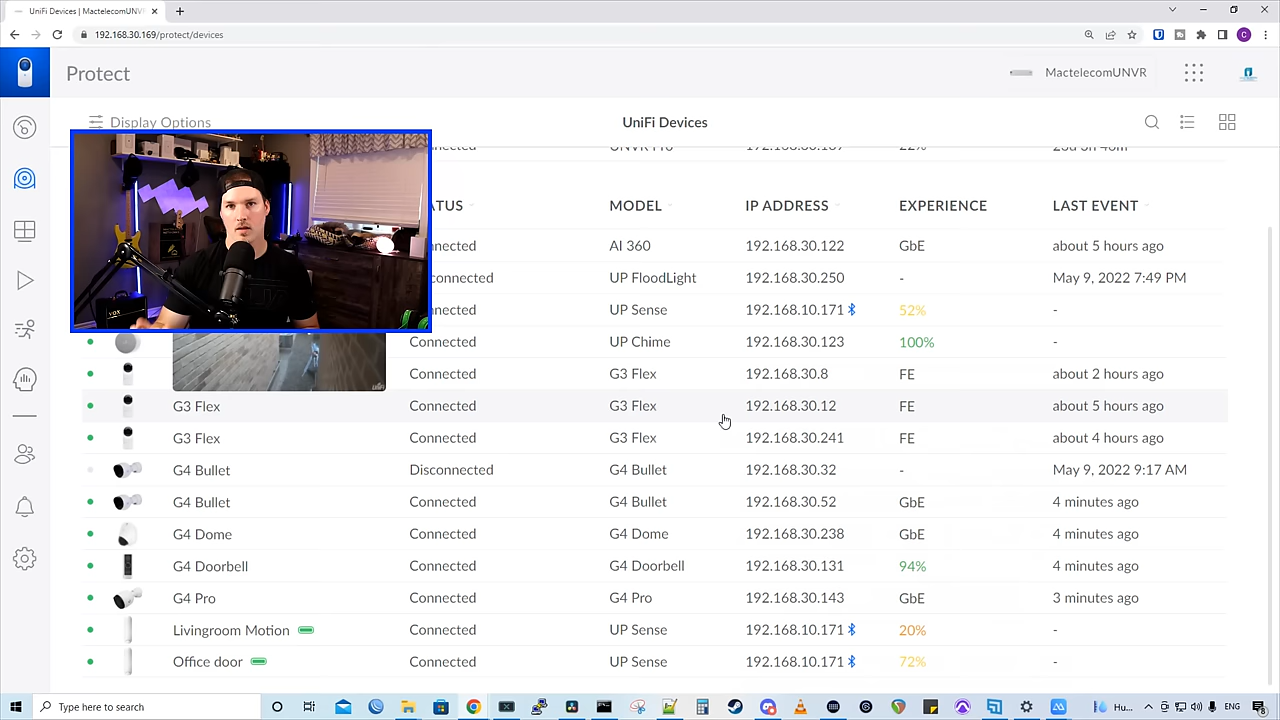 UniFi Devices | MactelecomUNV
192.168.30.169/protect/devices
Protect
MactelecomUNVR
Display Options
UniFi Devices
MODEL
IP ADDRESS
EXPERIENCE
LAST EVENT
AI 360 192.168.30.122 GbE about 5 hours ago
UP FloodLight 192.168.30.250 - May 9, 2022 7:49 PM
UP Sense 192.168.10.171 52% -
Connected UP Chime 192.168.30.123 100% -
Connected G3 Flex 192.168.30.8 FE about 2 hours ago
G3 Flex Connected G3 Flex 192.168.30.12 FE about 5 hours ago
G3 Flex Connected G3 Flex 192.168.30.241 FE about 4 hours ago
G4 Bullet Disconnected G4 Bullet 192.168.30.32 - May 9, 2022 9:17 AM
G4 Bullet Connected G4 Bullet 192.168.30.52 GbE 4 minutes ago
G4 Dome Connected G4 Dome 192.168.30.238 GbE 4 minutes ago
G4 Doorbell Connected G4 Doorbell 192.168.30.131 94% 4 minutes ago
G4 Pro Connected G4 Pro 192.168.30.143 GbE 3 minutes ago
Livingroom Motion Connected UP Sense 192.168.10.171 20% -
Office door Connected UP Sense 192.168.10.171 72% -
VOX
Type here to search
Hu...
ENG